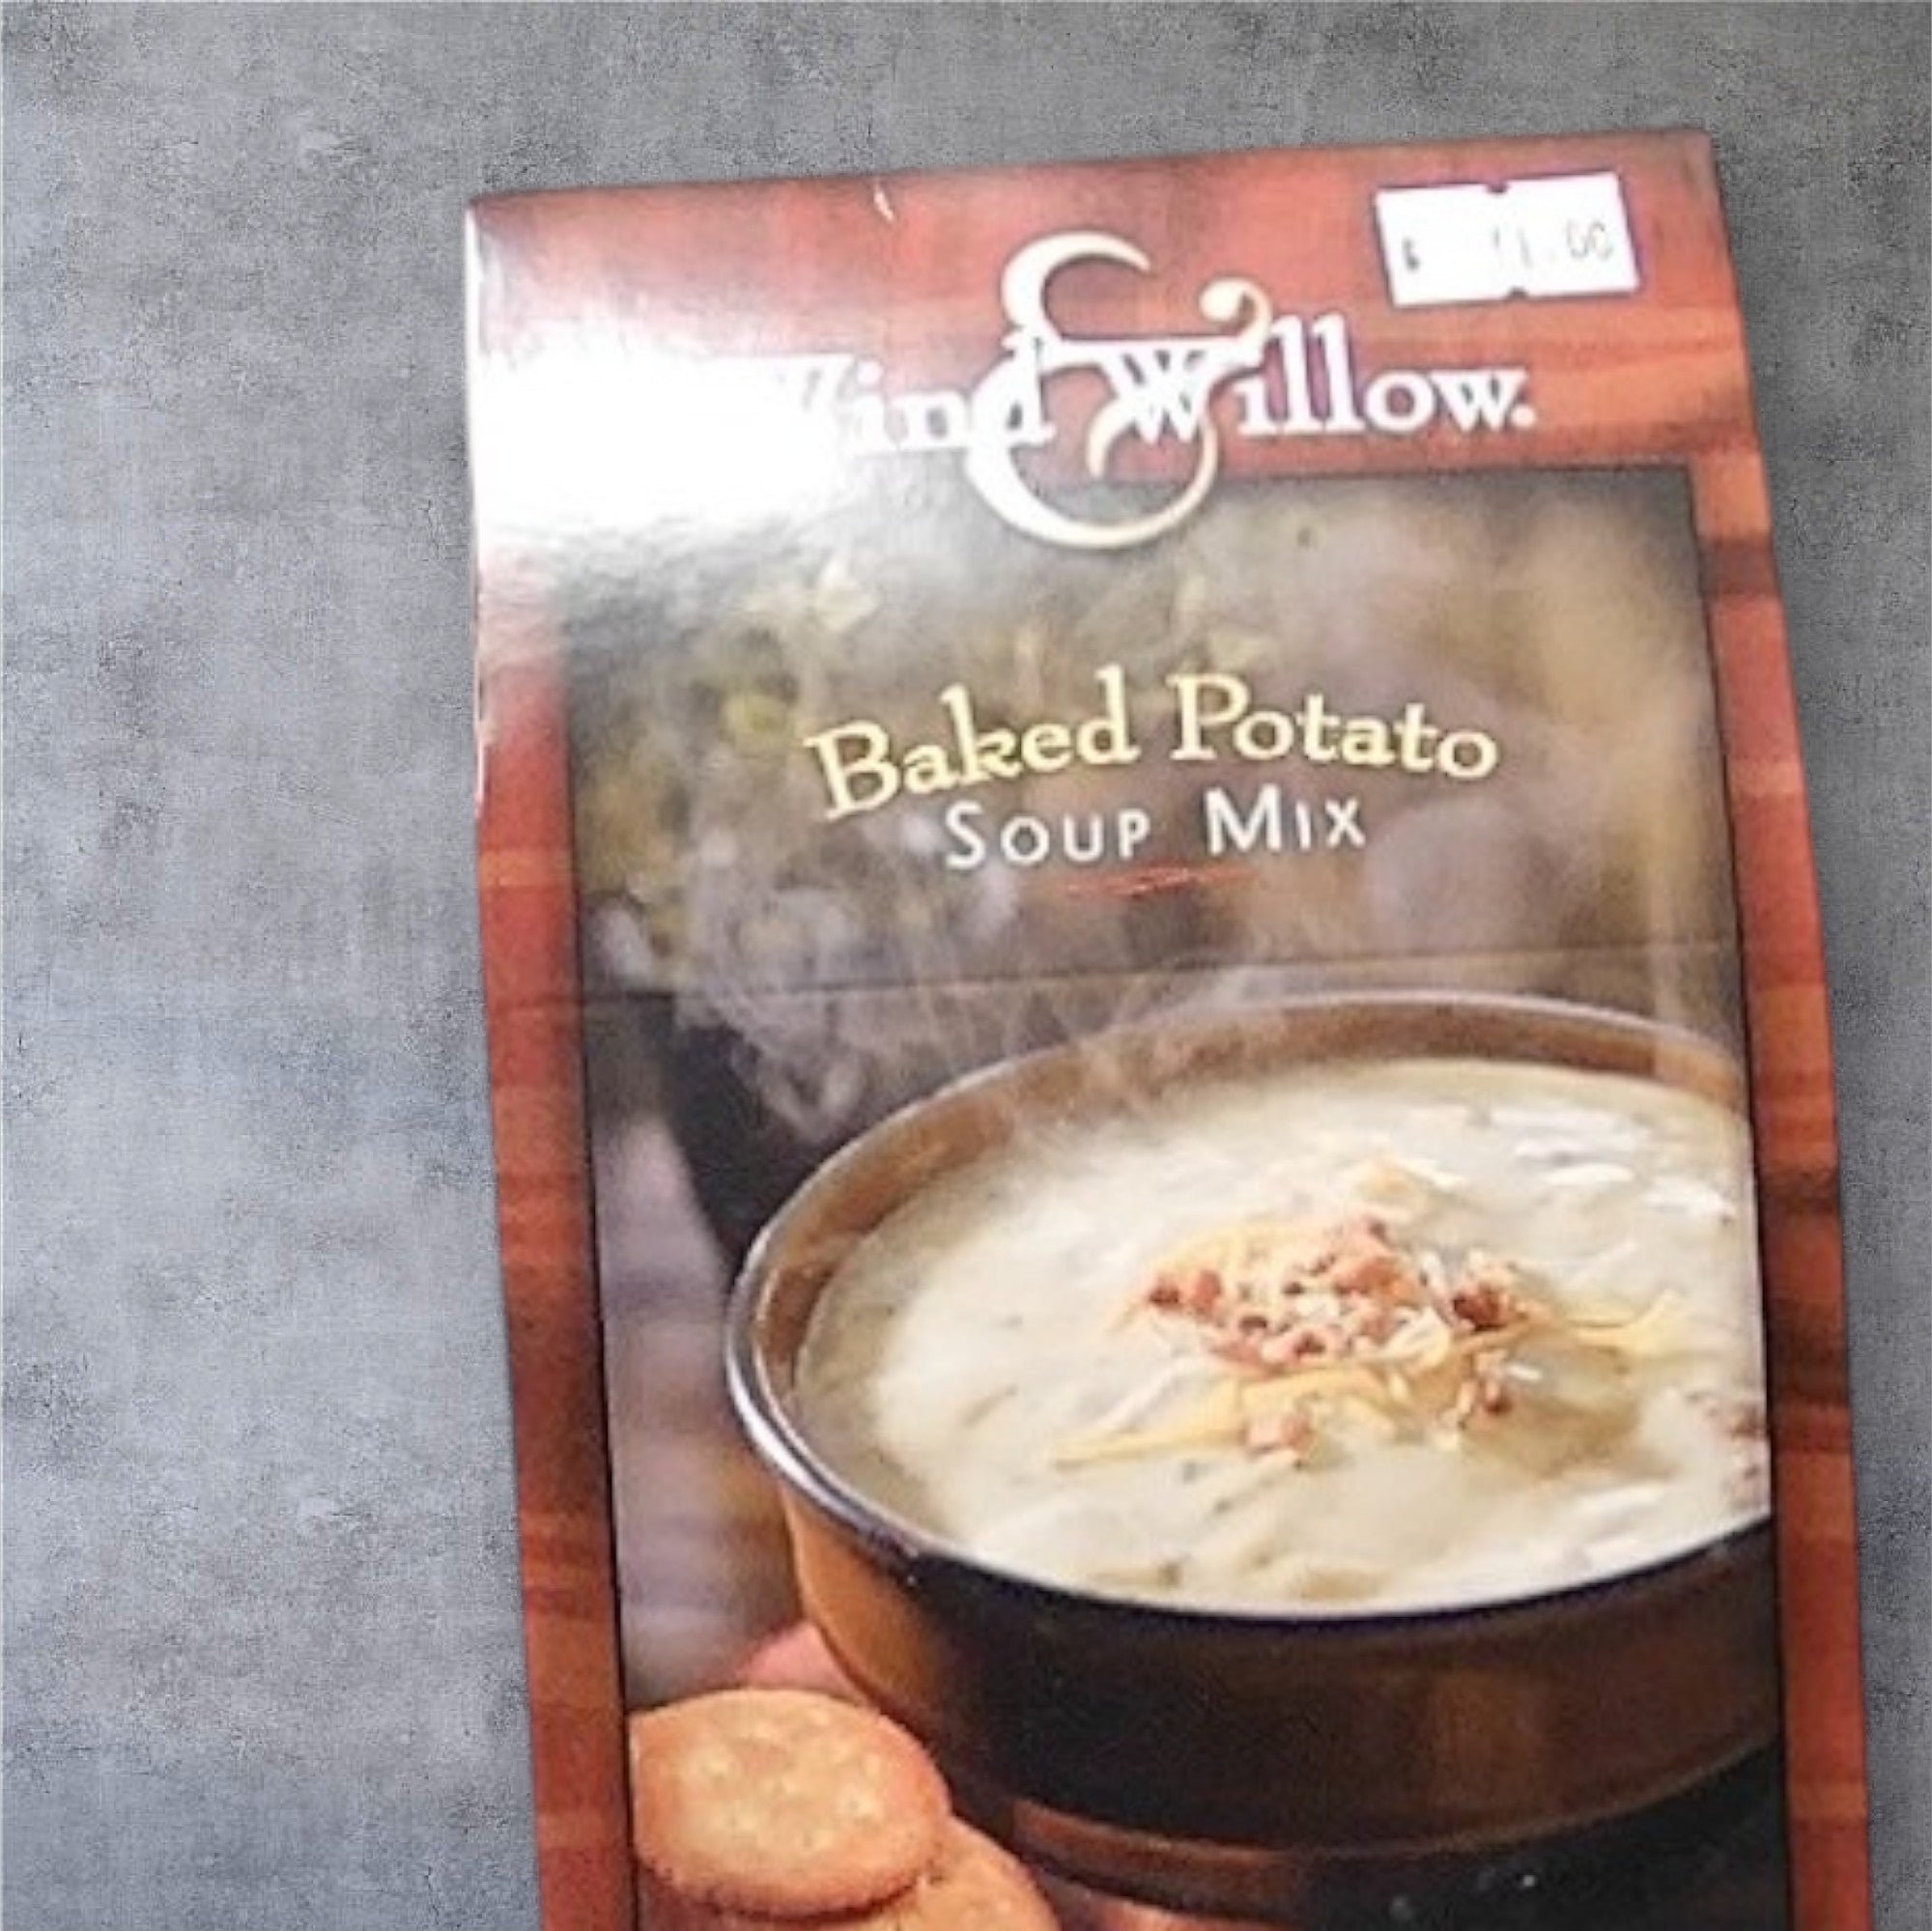 Wind & Willow.
Baked Potato
SOUP MIX